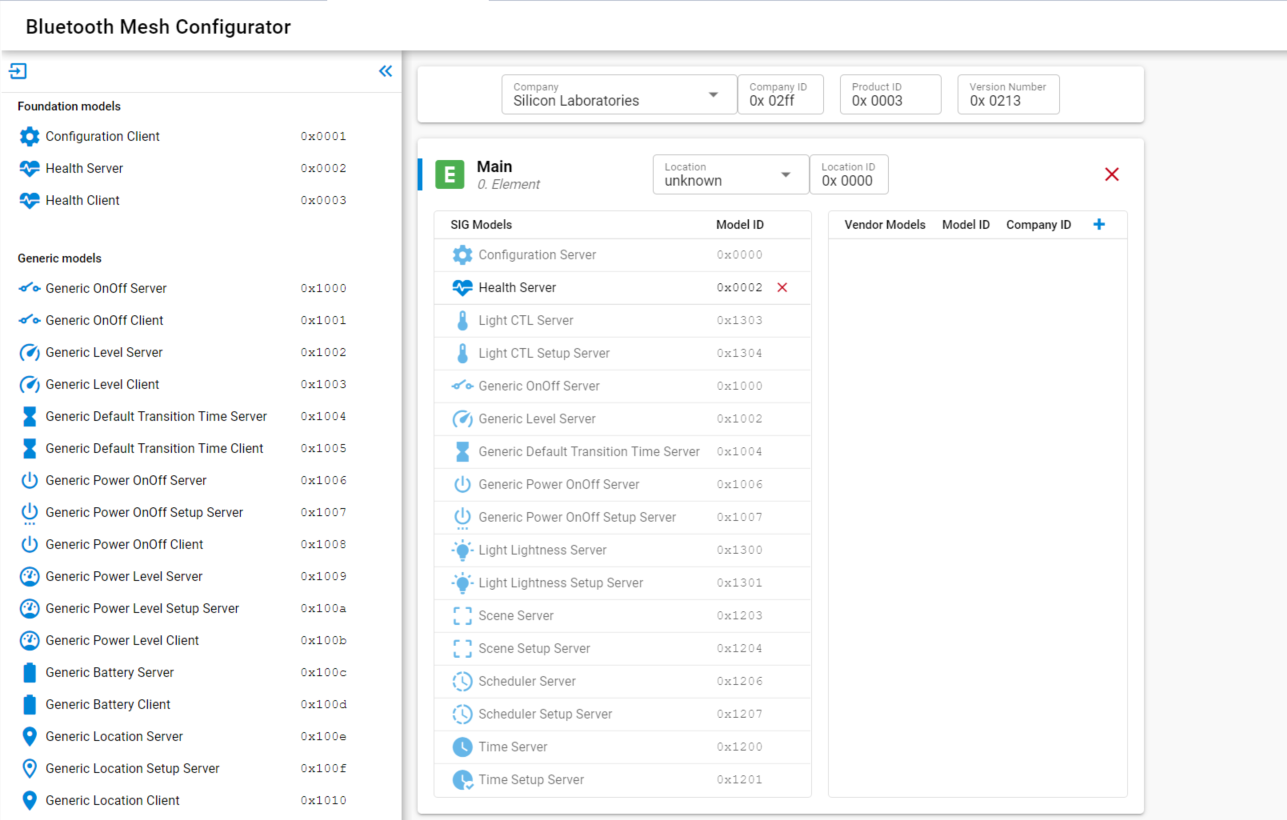 Bluetooth Mesh Configurator
Foundation models
Configuration Client 0x0001
Health Server 0x0002
Health Client 0x0003
Generic models
Generic OnOff Server 0x1000
Generic OnOff Client 0x1001
Generic Level Server 0x1002
Generic Level Client 0x1003
Generic Default Transition Time Server 0x1004
Generic Default Transition Time Client 0x1005
Generic Power OnOff Server 0x1006
Generic Power OnOff Setup Server 0x1007
Generic Power OnOff Client 0x1008
Generic Power Level Server 0x1009
Generic Power Level Setup Server 0x100a
Generic Power Level Client 0x100b
Generic Battery Server 0x100c
Generic Battery Client 0x100d
Generic Location Server 0x100e
Generic Location Setup Server 0x100f
Generic Location Client 0x1010
Company Company ID Product ID Version Number
Silicon Laboratories 0x 02ff 0x 0003 0x 0213
E
Main
0. Element
Location Location ID
unknown 0x 0000
SIG Models Model ID
Configuration Server 0x0000
Health Server 0x0002
Light CTL Server 0x1303
Light CTL Setup Server 0x1304
Generic OnOff Server 0x1000
Generic Level Server 0x1002
Generic Default Transition Time Server 0x1004
Generic Power OnOff Server 0x1006
Generic Power OnOff Setup Server 0x1007
Light Lightness Server 0x1300
Light Lightness Setup Server 0x1301
Scene Server 0x1203
Scene Setup Server 0x1204
Scheduler Server 0x1206
Scheduler Setup Server 0x1207
Time Server 0x1200
Time Setup Server 0x1201
Vendor Models Model ID Company ID +